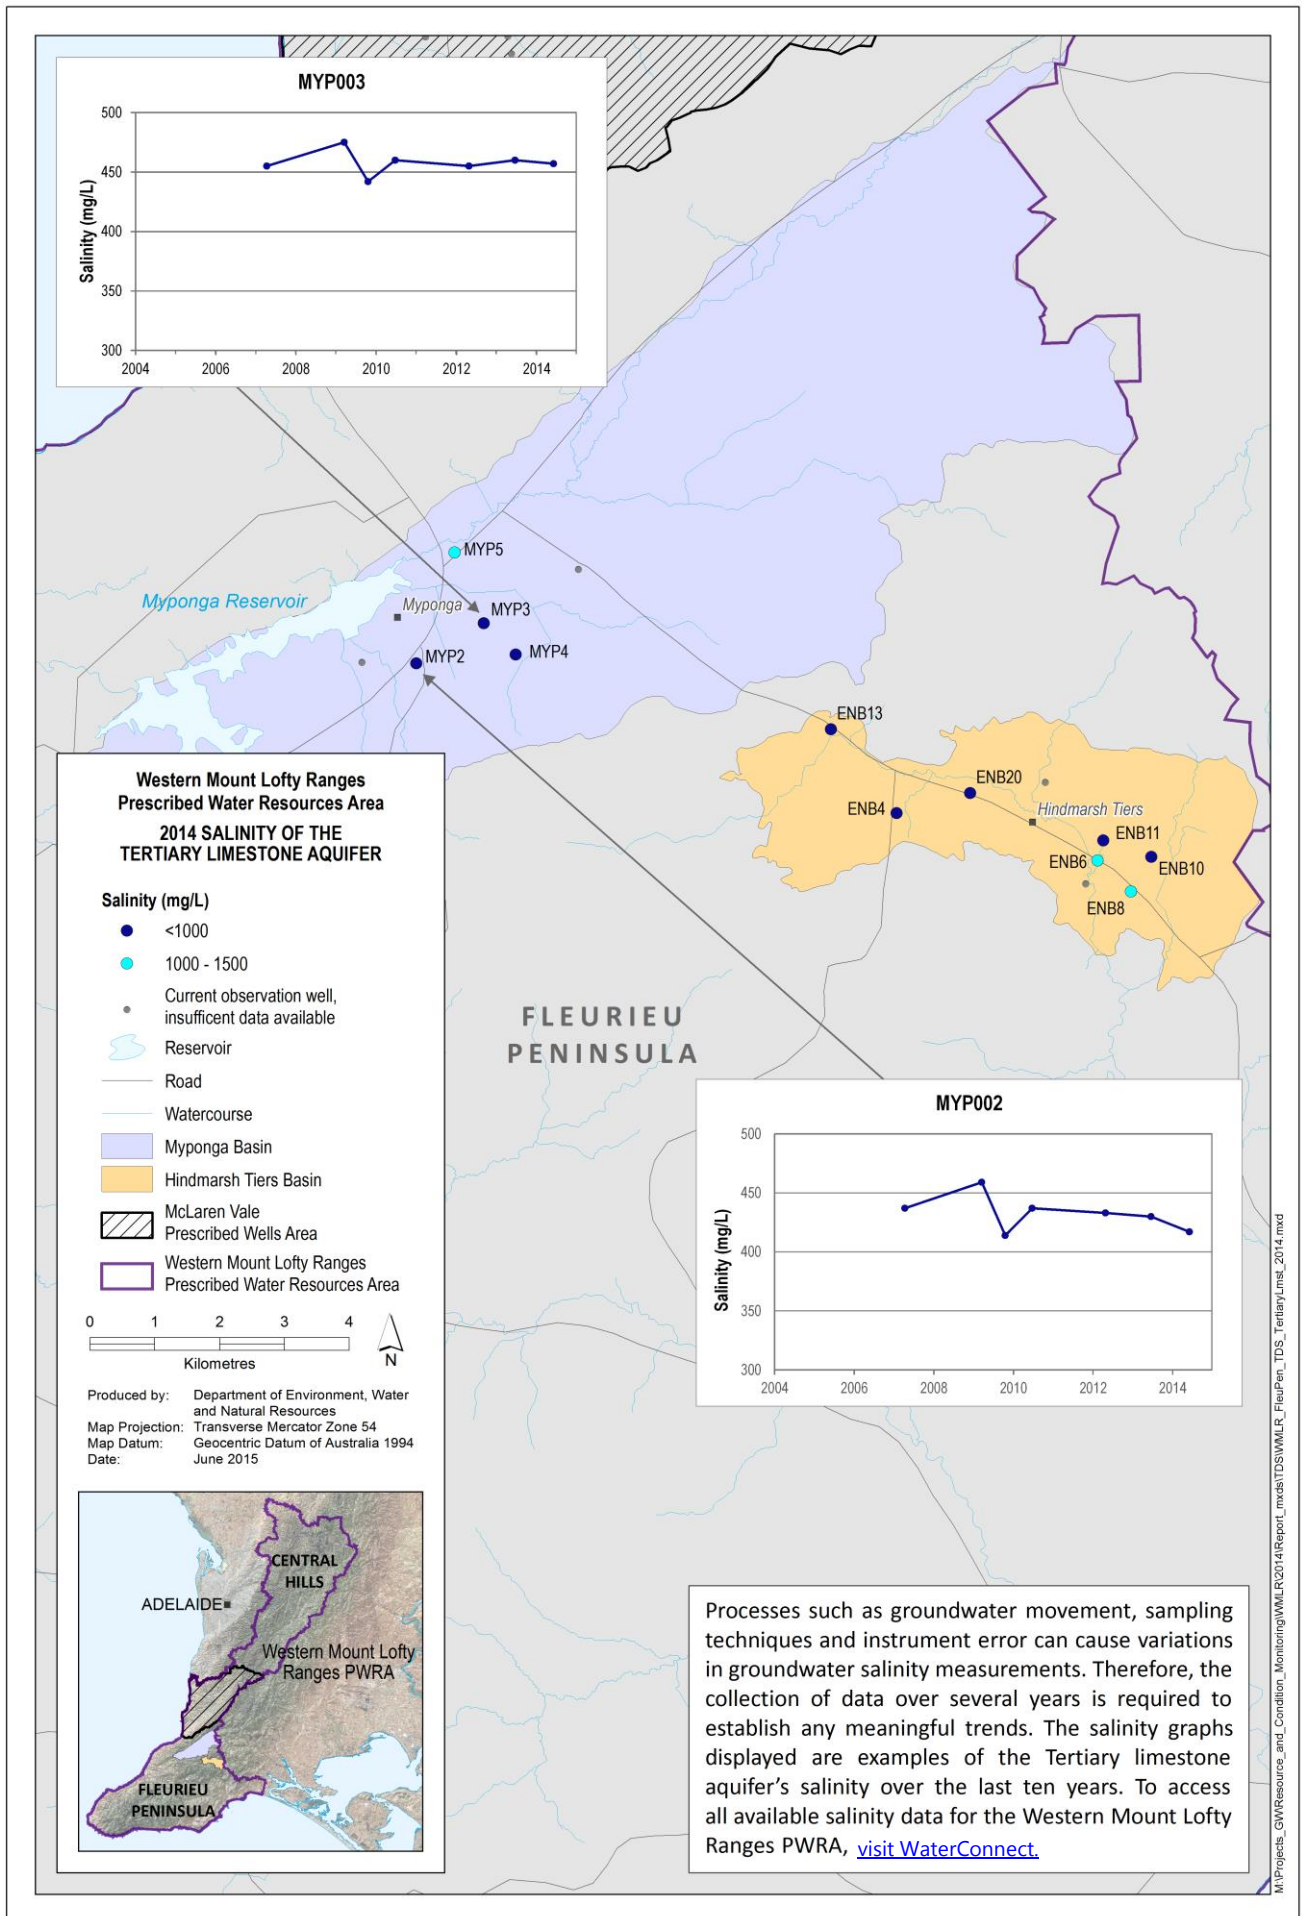 MYP003
500
450
400
350
300
Salinity (mg/L)
2004 2006 2008 2010 2012 2014
MYP5
Myponga Reservoir
Myponga
MYP3
MYP2
MYP4
ENB13
ENB20
ENB4
Hindmarsh Tiers
ENB11
ENB6
ENB10
ENB8
FLEURIEU
PENINSULA
Western Mount Lofty Ranges
Prescribed Water Resources Area
2014 SALINITY OF THE
TERTIARY LIMESTONE AQUIFER
Salinity (mg/L)
<1000
1000 - 1500
Current observation well,
insufficent data available
Reservoir
Road
Watercourse
Myponga Basin
Hindmarsh Tiers Basin
McLaren Vale
Prescribed Wells Area
Western Mount Lofty Ranges
Prescribed Water Resources Area
0 1 2 3 4
Kilometres
N
Produced by: Department of Environment, Water
and Natural Resources
Map Projection: Transverse Mercator Zone 54
Map Datum: Geocentric Datum of Australia 1994
Date: June 2015
CENTRAL
HILLS
ADELAIDE
Western Mount Lofty
Ranges PWRA
FLEURIEU
PENINSULA
MYP002
500
450
400
350
300
Salinity (mg/L)
2004 2006 2008 2010 2012 2014
Processes such as groundwater movement, sampling
techniques and instrument error can cause variations
in groundwater salinity measurements. Therefore, the
collection of data over several years is required to
establish any meaningful trends. The salinity graphs
displayed are examples of the Tertiary limestone
aquifer’s salinity over the last ten years. To access
all available salinity data for the Western Mount Lofty
Ranges PWRA, visit WaterConnect.
M:\Projects_GW\Resource_and_Condition_Monitoring\WMLR\2014\Report_mxds\TDS\WMLR_FleuPen_TDS_TertiaryLmst_2014.mxd